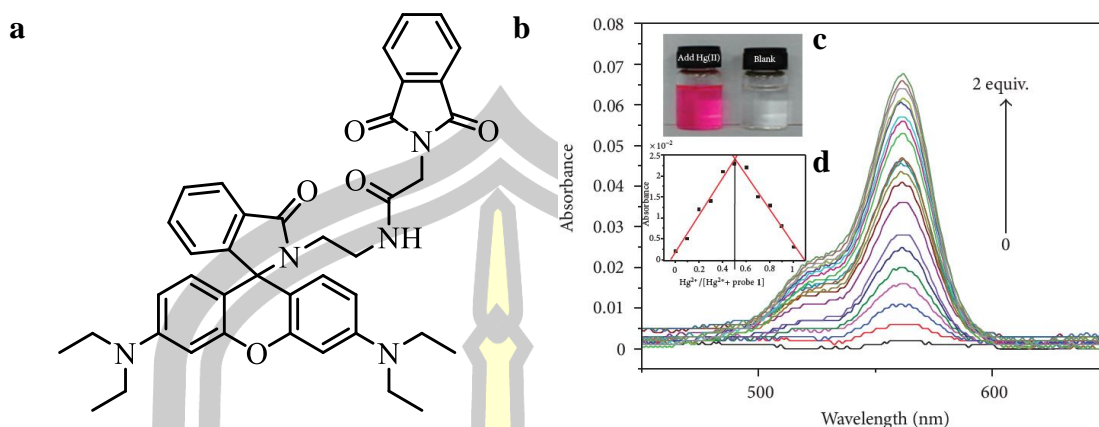 a
O
N
O
O
O
N
NH
N
O
N
b
Absorbance
0.08
0.07
0.06
0.05
0.04
0.03
0.02
0.01
0
500
600
Wavelength (nm)
2 equiv.
0
c
Add Hg(II)
Blank
d
×10⁻²
2.5
2
1.5
1
0.5
Absorbance
0
0.2
0.4
0.6
0.8
1
Hg²⁺/[Hg²⁺+ probe 1]